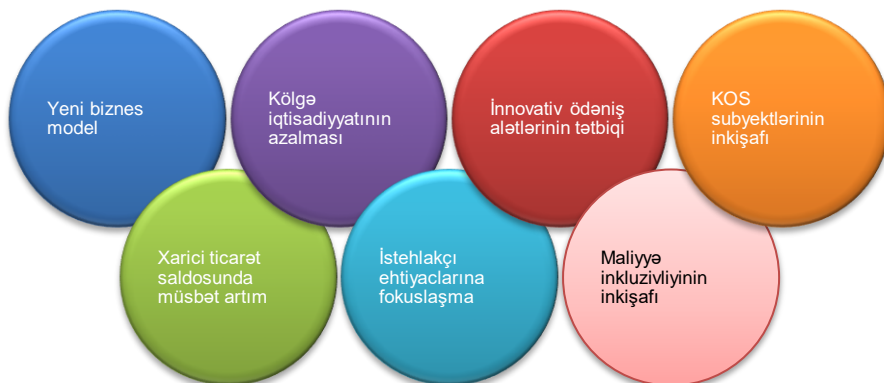 Yeni biznes
model
Kölgə
iqtisadiyyatının
azalması
İnnovativ ödəniş
alətlərinin tətbiqi
KOS
subyektlərinin
inkişafı
Xarici ticarət
saldosunda
müsbət artım
İstehlakçı
ehtiyaclarına
fokuslaşma
Maliyyə
inkluzivliyinin
inkişafı